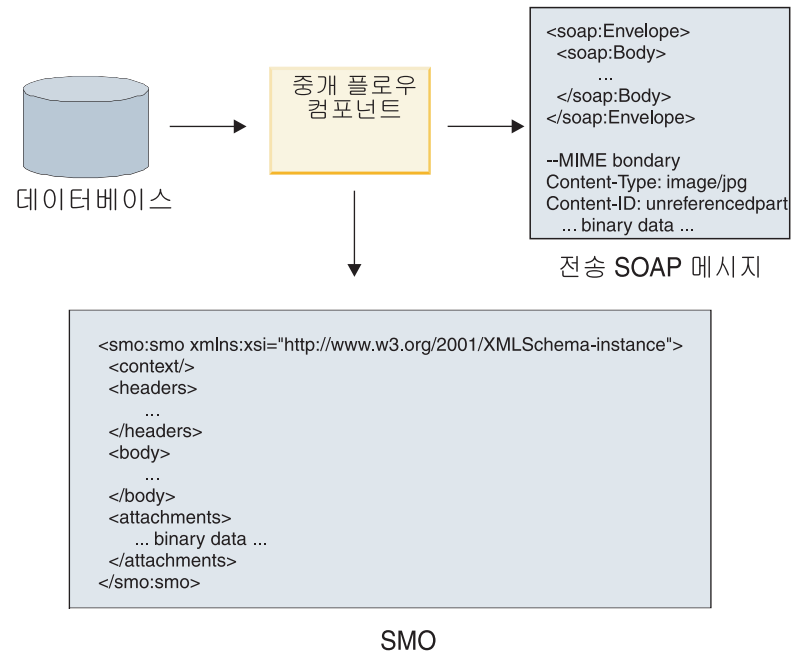 데이터베이스
중개 플로우
컴포넌트
<soap:Envelope>
<soap:Body>
...
</soap:Body>
</soap:Envelope>
--MIME bondary
Content-Type: image/jpg
Content-ID: unreferencedpart
... binary data ...
전송 SOAP 메시지
<smo:smo xmlns:xsi="http://www.w3.org/2001/XMLSchema-instance">
<context/>
<headers>
...
</headers>
<body>
...
</body>
<attachments>
... binary data ...
</attachments>
</smo:smo>
SMO